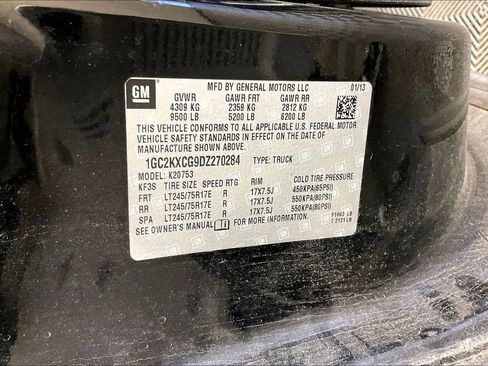 GM
MFD BY GENERAL MOTORS LLC 01/13
GVWR GAWR FRT GAWR RR
4309 KG 2359 KG 2812 KG
9500 LB 5200 LB 6200 LB
THIS VEHICLE CONFORMS TO ALL APPLICABLE U.S. FEDERAL MOTOR
VEHICLE SAFETY STANDARDS IN EFFECT ON THE DATE OF
MANUFACTURE SHOWN ABOVE.
1GC2KXCG9DZ270284 TYPE: TRUCK
MODEL: K20753
KF3S TIRE SIZE SPEED RTG RIM COLD TIRE PRESSURE
FRT LT245/75R17E R 17X7.5J 450KPA(65PSI)
RR LT245/75R17E R 17X7.5J 550KPA(80PSI)
SPA LT245/75R17E R 17X7.5J 550KPA(80PSI)
SEE OWNER'S MANUAL FOR MORE INFORMATION.